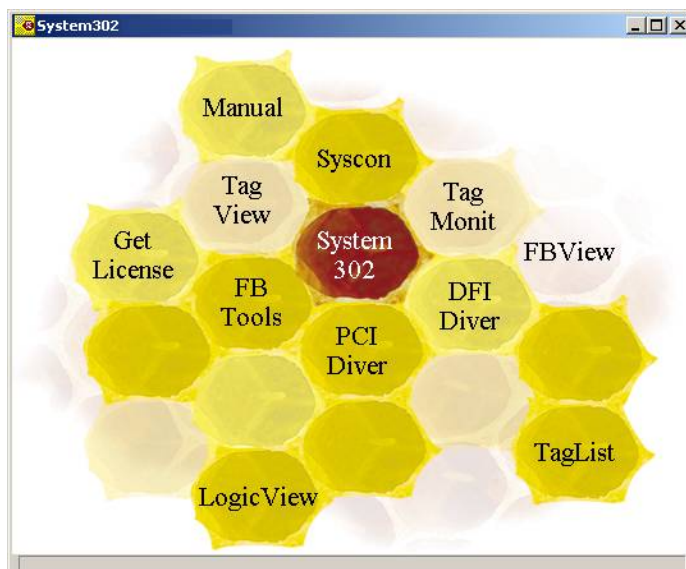 System302
Manual
Syscon
Tag
View
Tag
Monit
Get
License
System
302
FBView
FB
Tools
DFI
Diver
PCI
Diver
TagList
LogicView